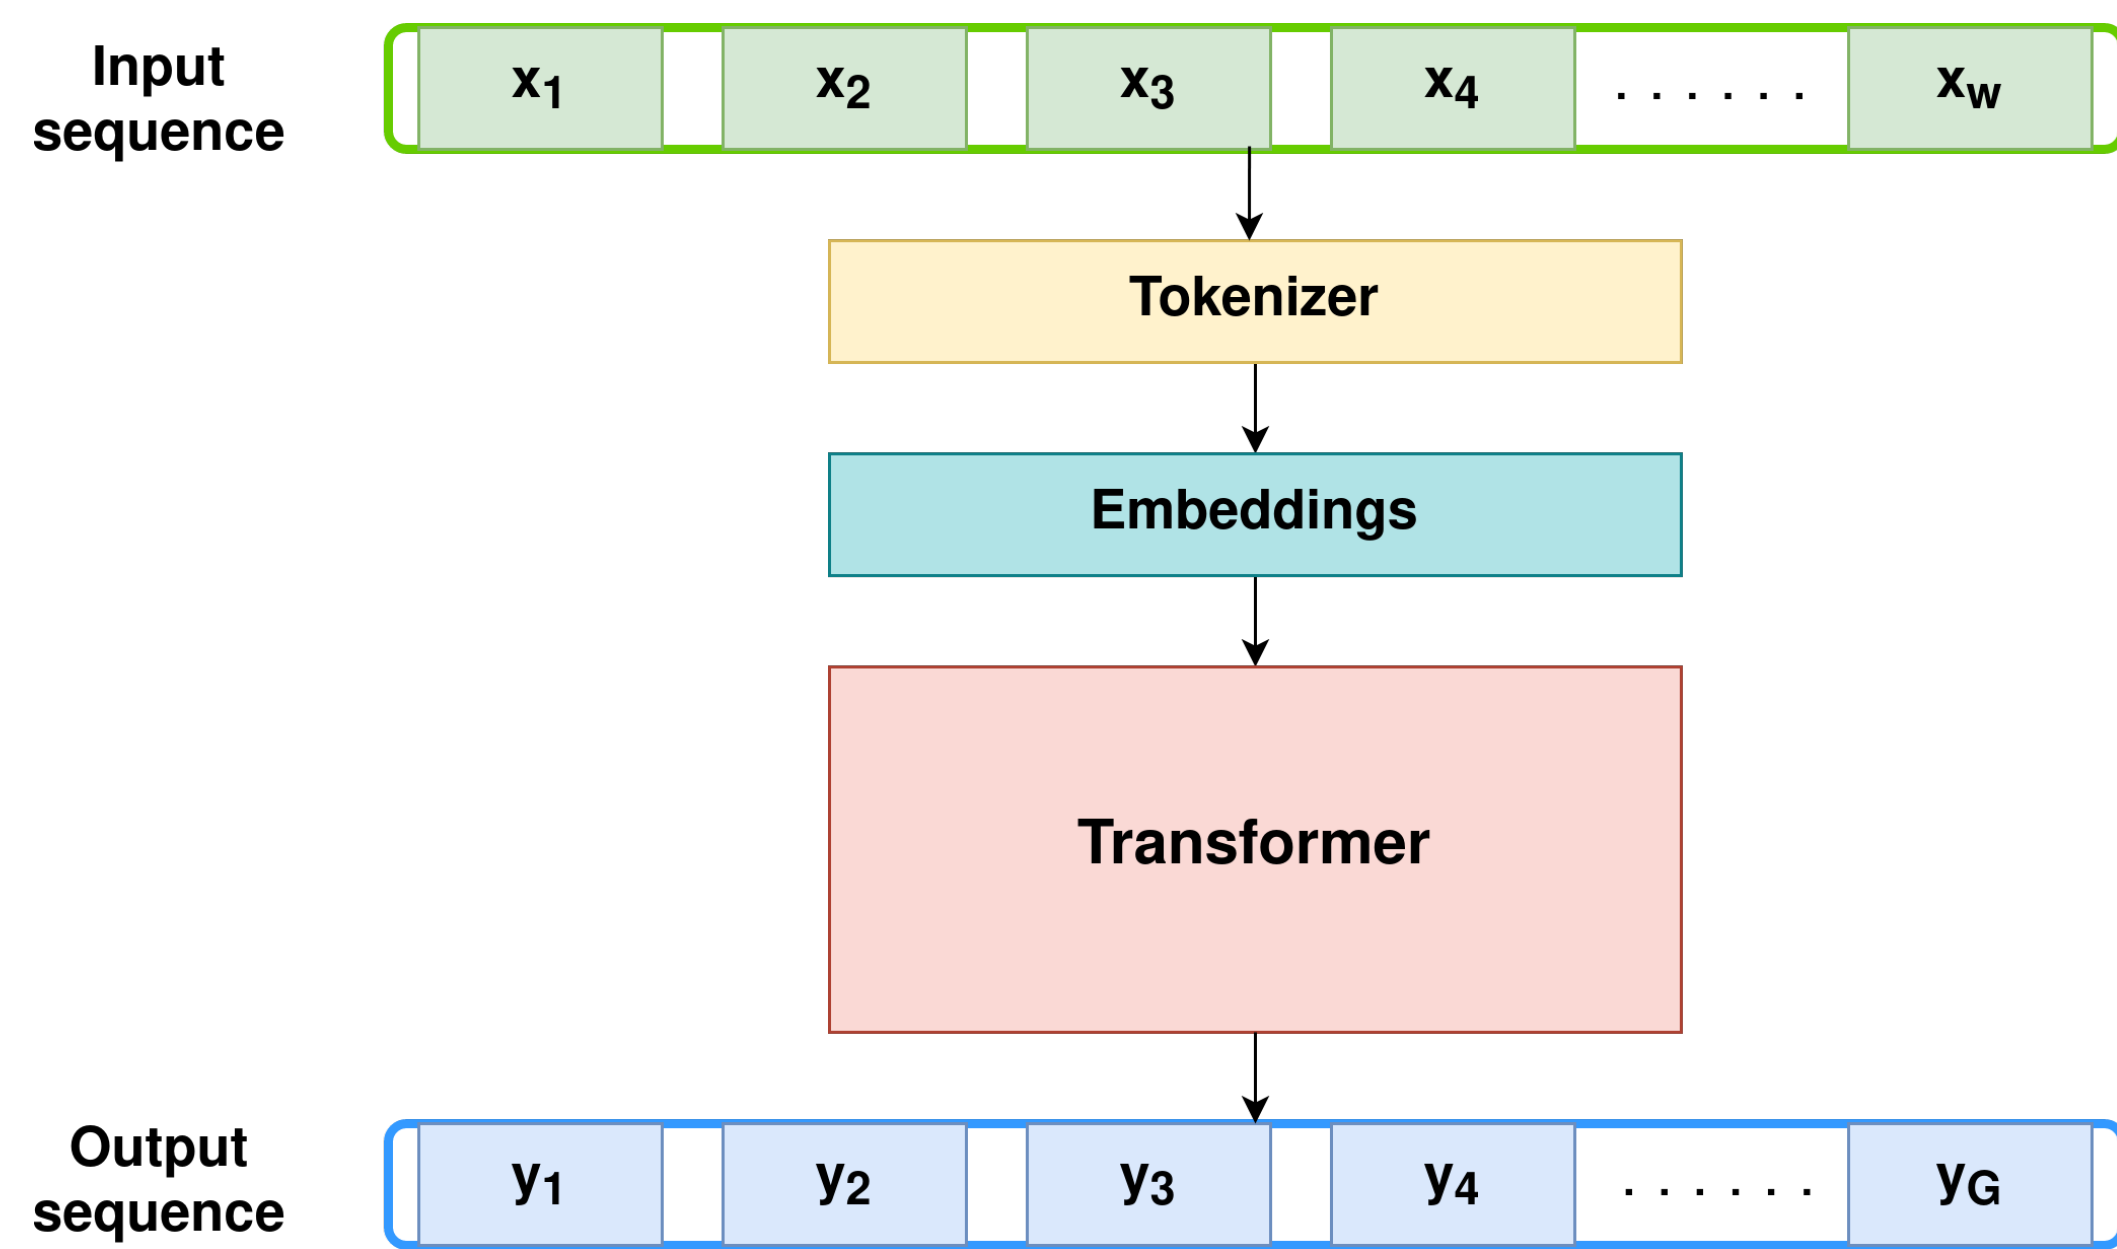 Input
sequence
x1 x2 x3 x4 . . . . . . xw
Tokenizer
Embeddings
Transformer
Output
sequence
y1 y2 y3 y4 . . . . . . yG